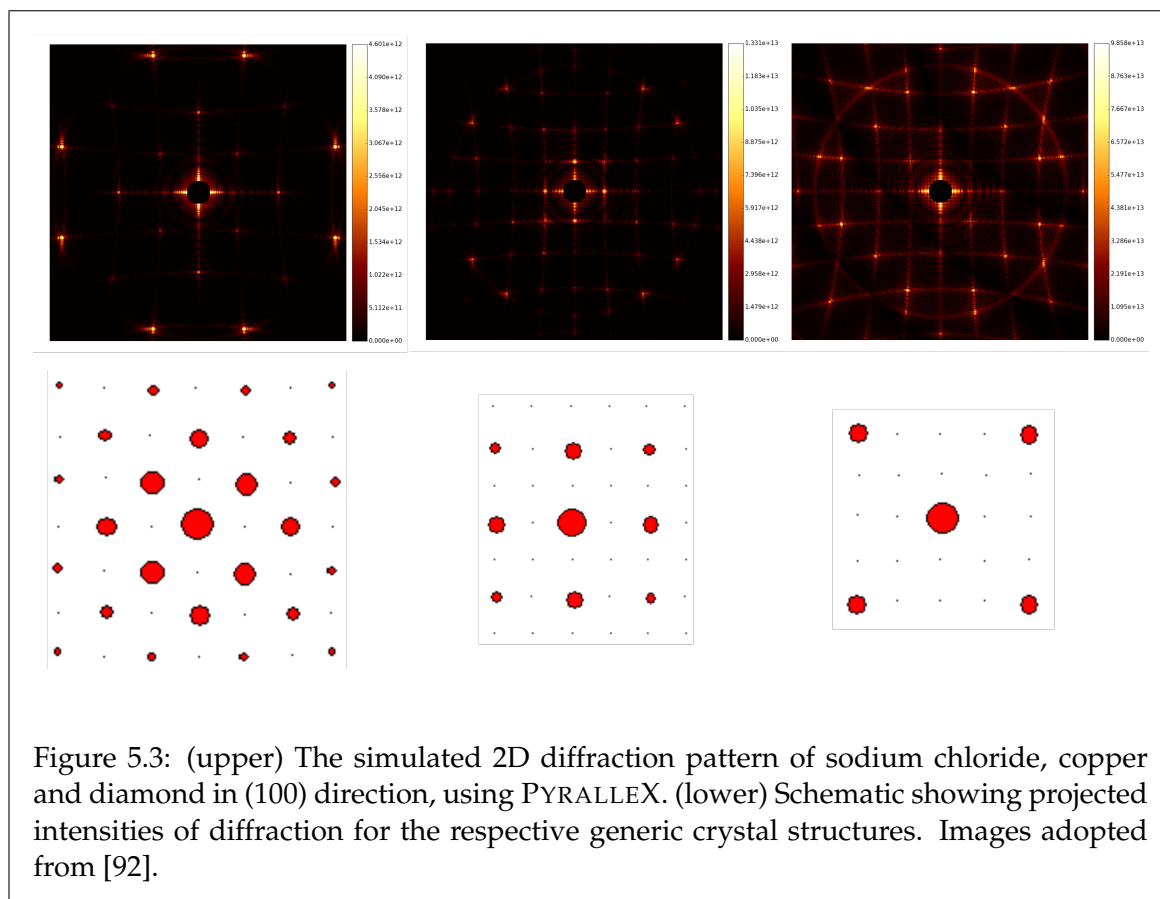 4.601e+12
4.090e+12
3.578e+12
3.067e+12
2.556e+12
2.045e+12
1.534e+12
1.022e+12
5.112e+11
0.000e+00
1.331e+13
1.183e+13
1.035e+13
8.875e+12
7.396e+12
5.917e+12
4.438e+12
2.958e+12
1.479e+12
0.000e+00
9.858e+13
8.763e+13
7.667e+13
6.572e+13
5.477e+13
4.381e+13
3.286e+13
2.191e+13
1.095e+13
0.000e+00
Figure 5.3: (upper) The simulated 2D diffraction pattern of sodium chloride, copper
and diamond in (100) direction, using PYRALLEX. (lower) Schematic showing projected
intensities of diffraction for the respective generic crystal structures. Images adopted
from [92].